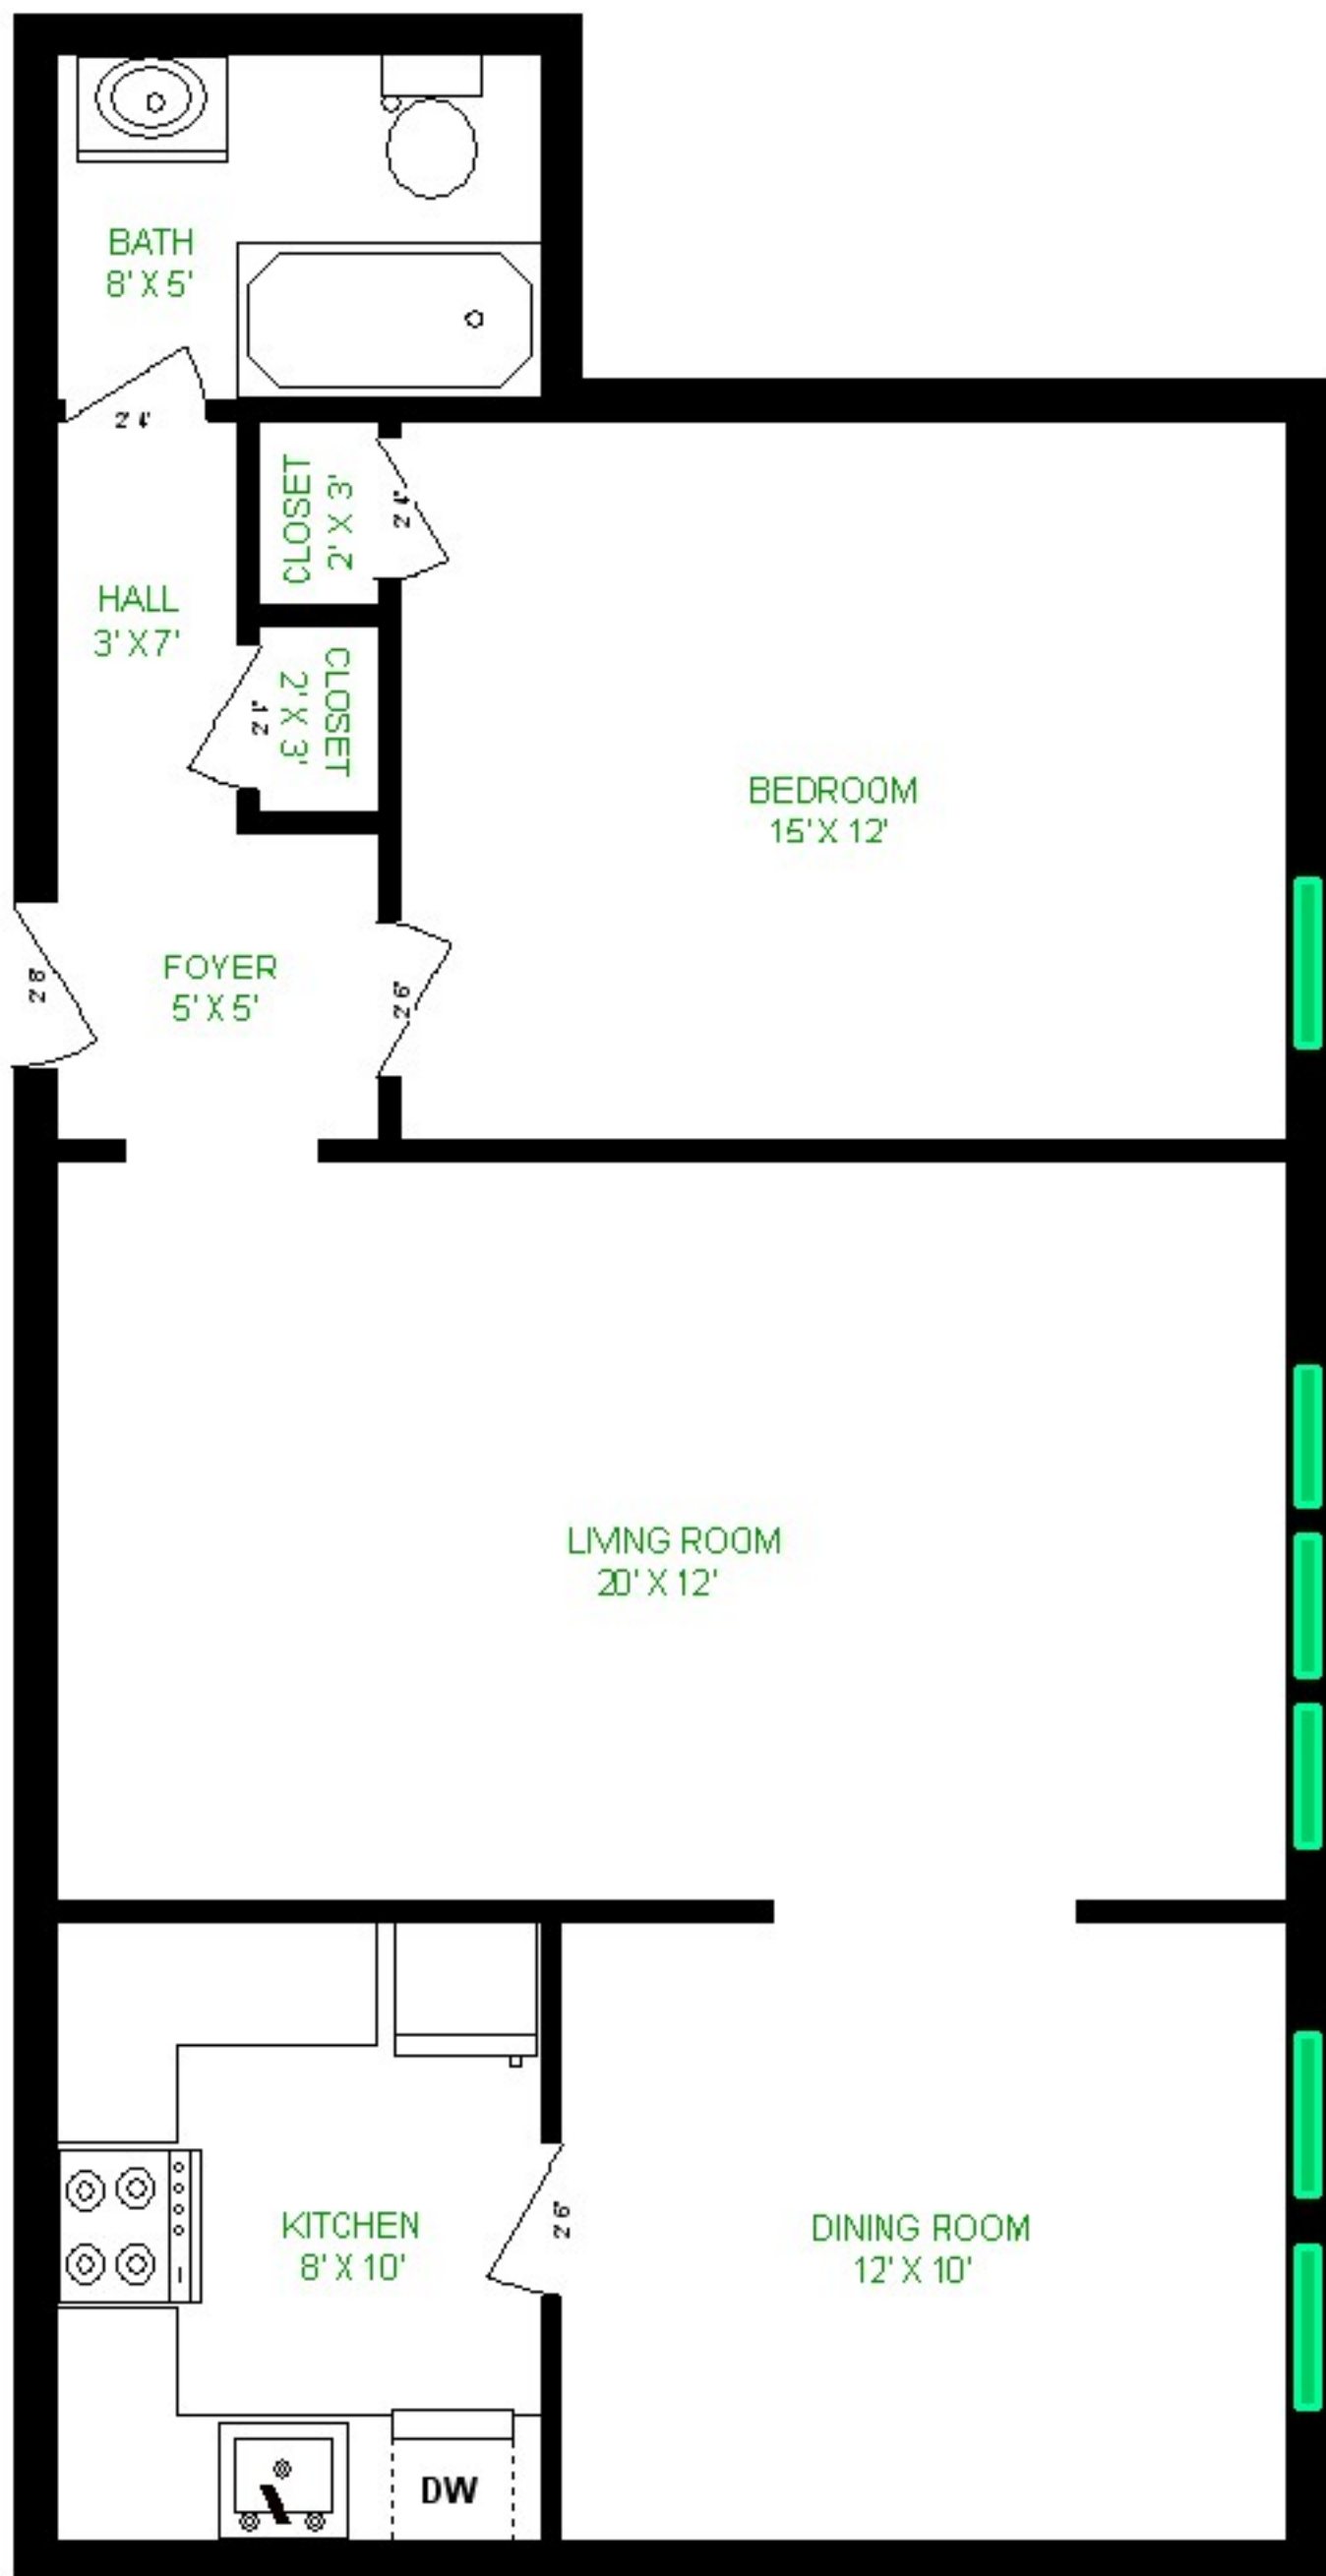 BATH
8' X 5'
2' 4'
CLOSET
2' X 3'
2' 4"
HALL
3' X 7'
CLOSET
2' X 3'
BEDROOM
15' X 12'
FOYER
5' X 5'
2' 8"
2' 6"
LIVING ROOM
20' X 12'
KITCHEN
8' X 10'
2' 6"
DINING ROOM
12' X 10'
DW